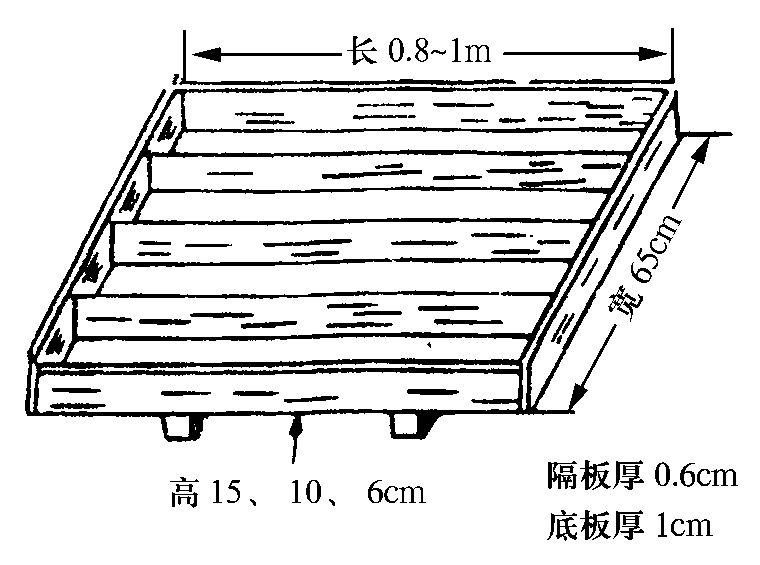 长 0.8~1m
宽 65cm
高 15、 10、 6cm
隔板厚 0.6cm
底板厚 1cm